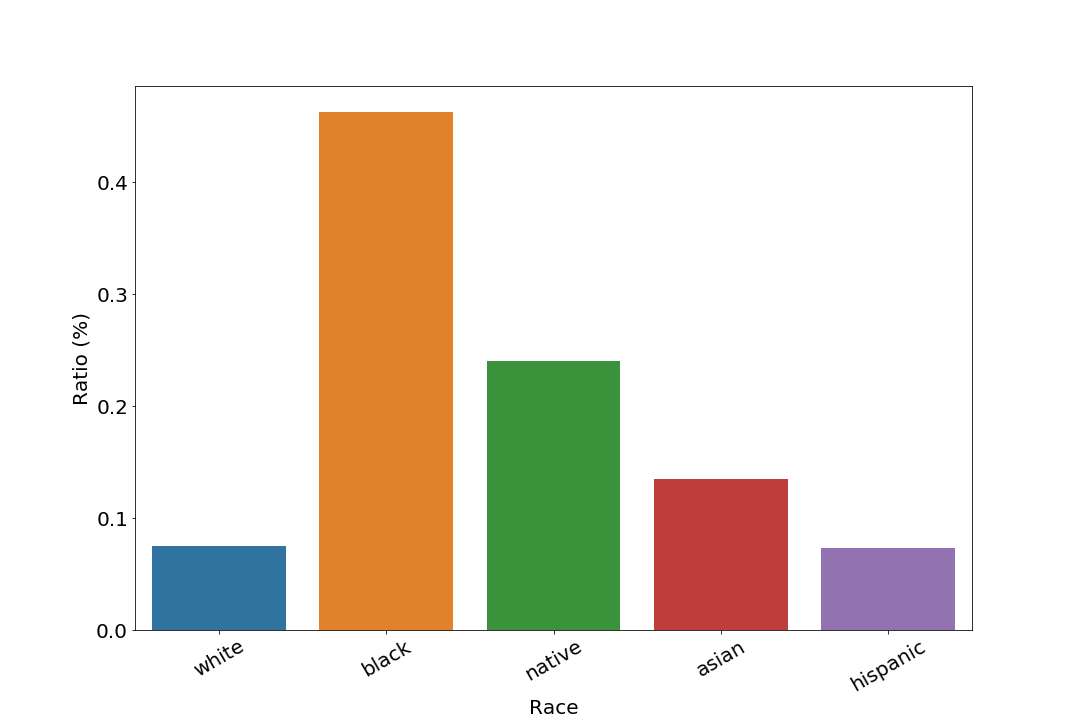 Ratio (%)
0.4
0.3
0.2
0.1
0.0
white
black
native
asian
hispanic
Race